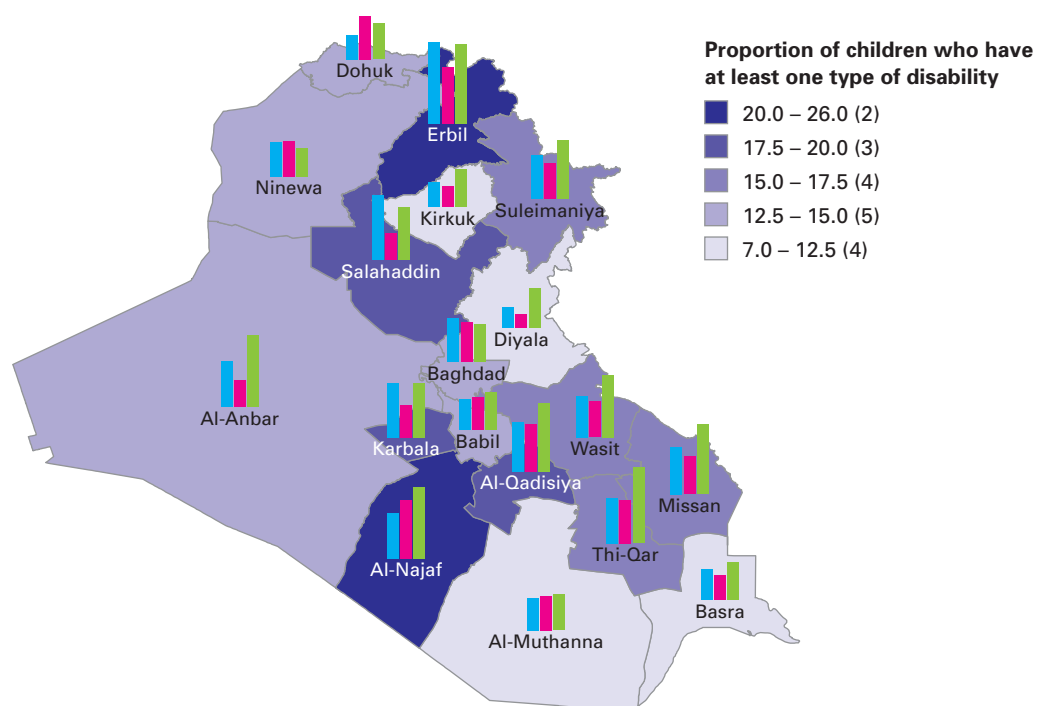 Proportion of children who have
at least one type of disability
20.0 – 26.0 (2)
17.5 – 20.0 (3)
15.0 – 17.5 (4)
12.5 – 15.0 (5)
7.0 – 12.5 (4)
Dohuk
Erbil
Ninewa
Kirkuk
Suleimaniya
Salahaddin
Diyala
Baghdad
Al-Anbar
Karbala
Babil
Wasit
Al-Qadisiya
Missan
Thi-Qar
Al-Najaf
Basra
Al-Muthanna